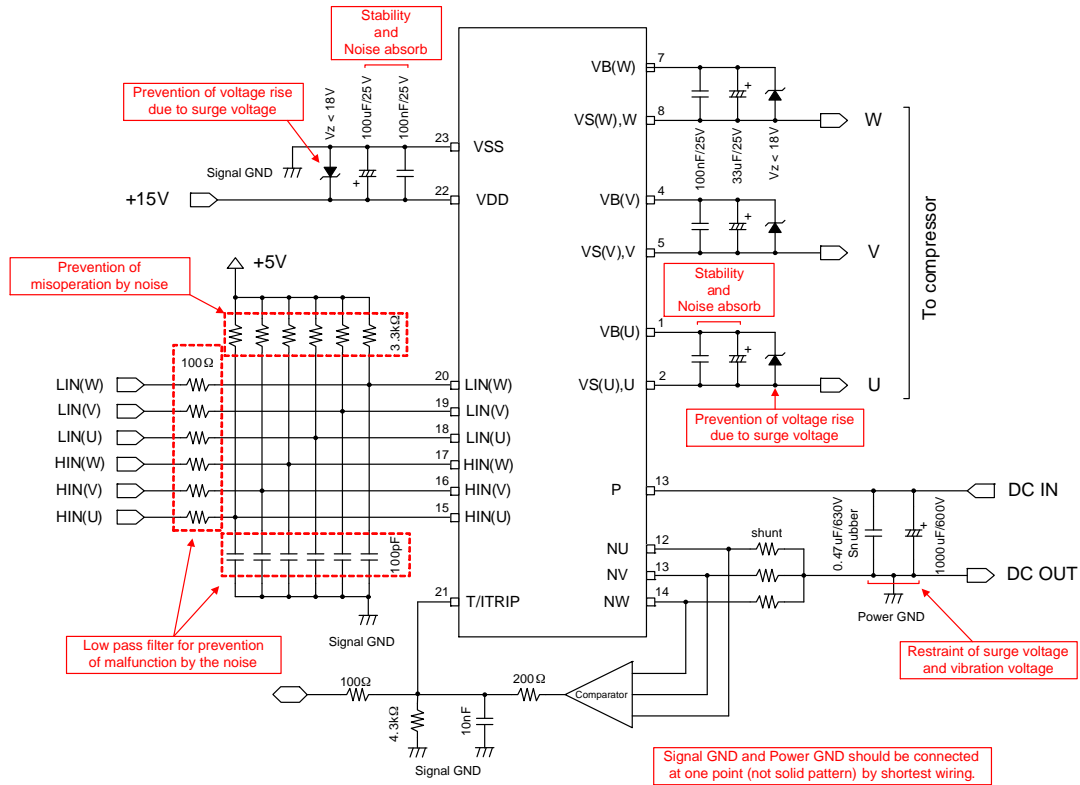 Stability
and
Noise absorb
Prevention of voltage rise
due to surge voltage
Vz < 18V
100uF/25V
100nF/25V
+
Signal GND
+15V
23
VSS
22
VDD
VB(W)
7
VS(W),W
8
+
100nF/25V
33uF/25V
Vz < 18V
W
VB(V)
4
VS(V),V
5
+
V
Stability
and
Noise absorb
VB(U)
1
VS(U),U
2
+
U
To compressor
Prevention of voltage rise
due to surge voltage
Prevention of
misoperation by noise
+5V
3.3kΩ
100Ω
LIN(W)
20
LIN(W)
LIN(V)
19
LIN(V)
LIN(U)
18
LIN(U)
HIN(W)
17
HIN(W)
HIN(V)
16
HIN(V)
HIN(U)
15
HIN(U)
100pF
P
13
DC IN
0.47uF/630V
Snubber
+
1000uF/600V
shunt
NU
12
NV
13
NW
14
DC OUT
Power GND
Restraint of surge voltage
and vibration voltage
21
T/ITRIP
Signal GND
Low pass filter for prevention
of malfunction by the noise
100Ω
4.3kΩ
10nF
200Ω
Comparator
Signal GND
Signal GND and Power GND should be connected
at one point (not solid pattern) by shortest wiring.